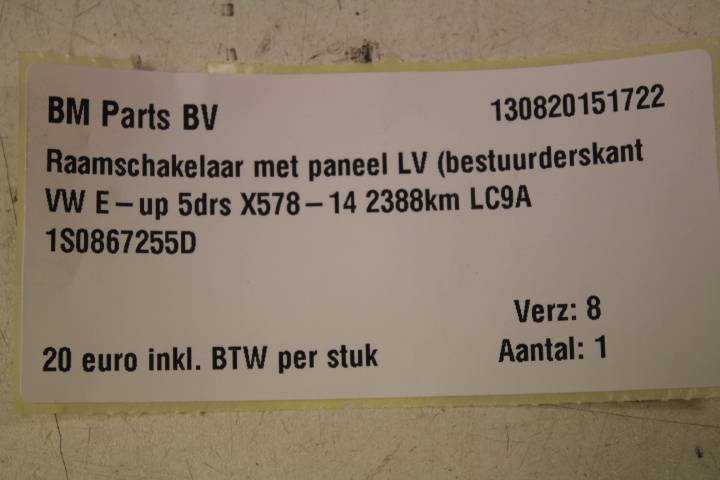 BM Parts BV 130820151722
Raamschakelaar met paneel LV (bestuurderskant
VW E-up 5drs X578-14 2388km LC9A
1S0867255D
Verz: 8
20 euro inkl. BTW per stuk Aantal: 1